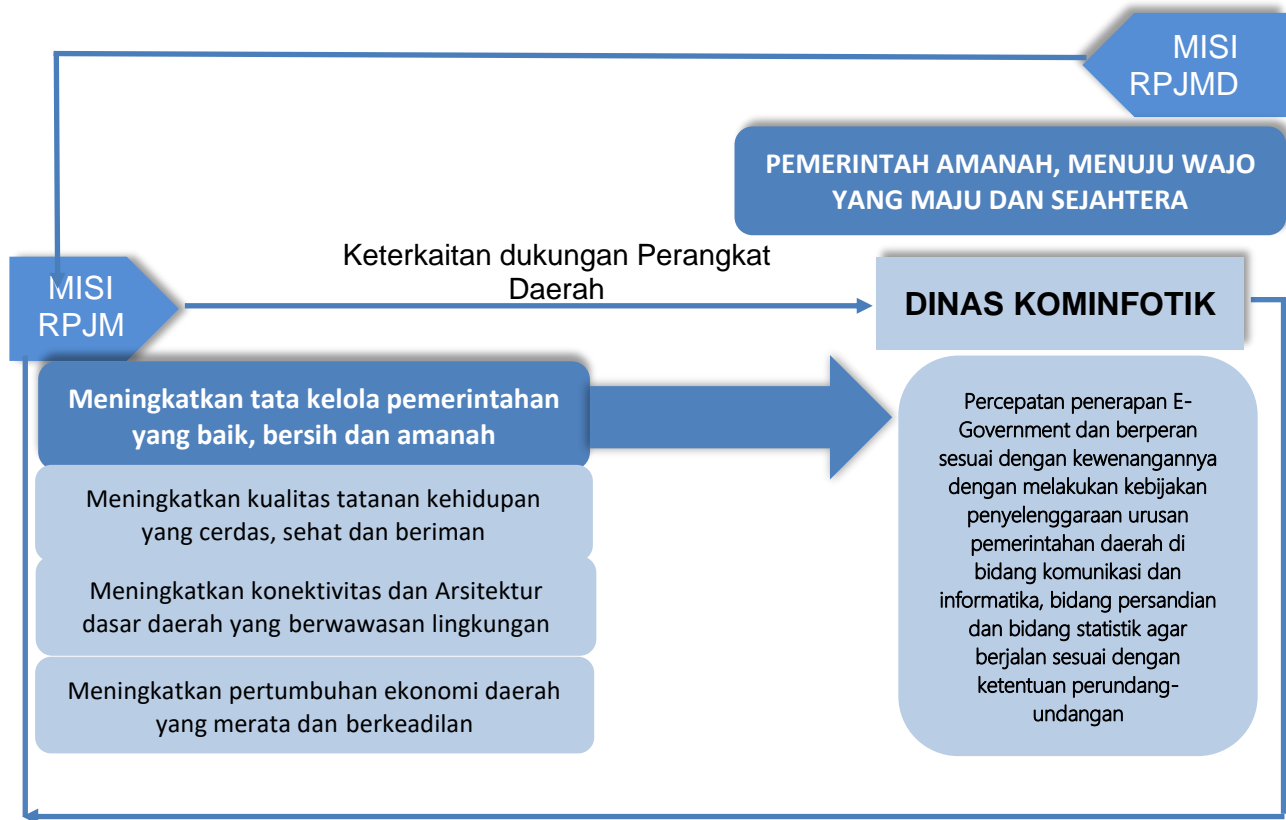 MISI
RPJMD
PEMERINTAH AMANAH, MENUJU WAJO
YANG MAJU DAN SEJAHTERA
Keterkaitan dukungan Perangkat
Daerah
MISI
RPJM
DINAS KOMINFOTIK
Meningkatkan tata kelola pemerintahan
yang baik, bersih dan amanah
Meningkatkan kualitas tatanan kehidupan
yang cerdas, sehat dan beriman
Meningkatkan konektivitas dan Arsitektur
dasar daerah yang berwawasan lingkungan
Meningkatkan pertumbuhan ekonomi daerah
yang merata dan berkeadilan
Percepatan penerapan E-
Government dan berperan
sesuai dengan kewenangannya
dengan melakukan kebijakan
penyelenggaraan urusan
pemerintahan daerah di
bidang komunikasi dan
informatika, bidang persandian
dan bidang statistik agar
berjalan sesuai dengan
ketentuan perundang-
undangan